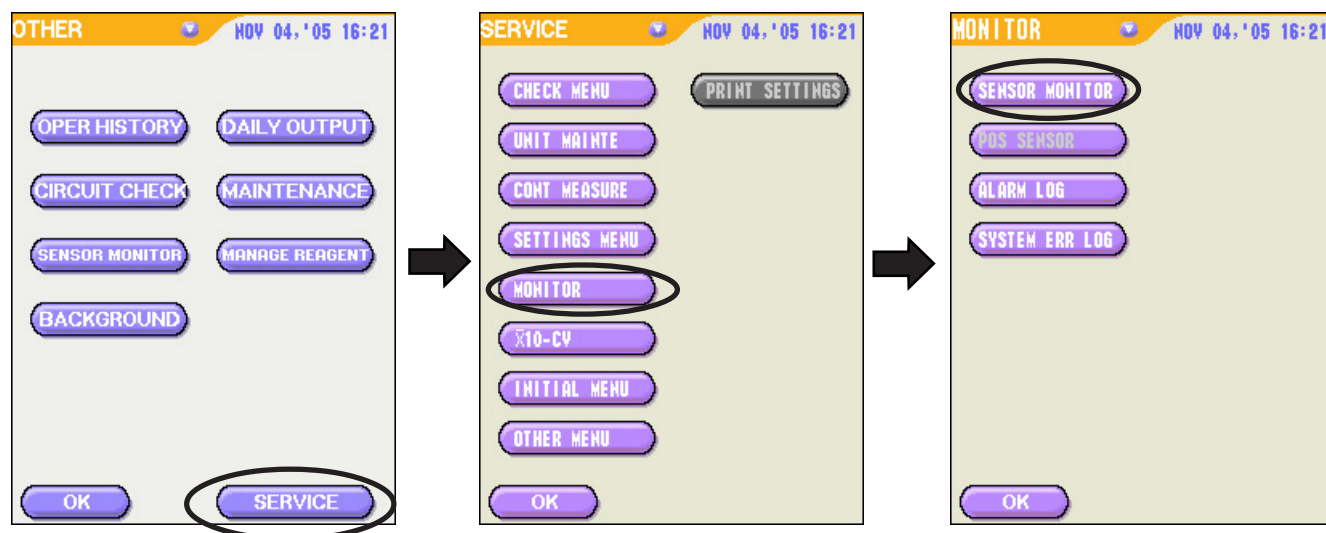 OTHER NOV 04,'05 16:21
OPER HISTORY DAILY OUTPUT
CIRCUIT CHECK MAINTENANCE
SENSOR MONITOR MANAGE REAGENT
BACKGROUND
OK SERVICE
SERVICE NOV 04,'05 16:21
CHECK MENU PRINT SETTINGS
UNIT MAINTE
CONT MEASURE
SETTINGS MENU
MONITOR
X̄10-CV
INITIAL MENU
OTHER MENU
OK
MONITOR NOV 04,'05 16:21
SENSOR MONITOR
POS SENSOR
ALARM LOG
SYSTEM ERR LOG
OK